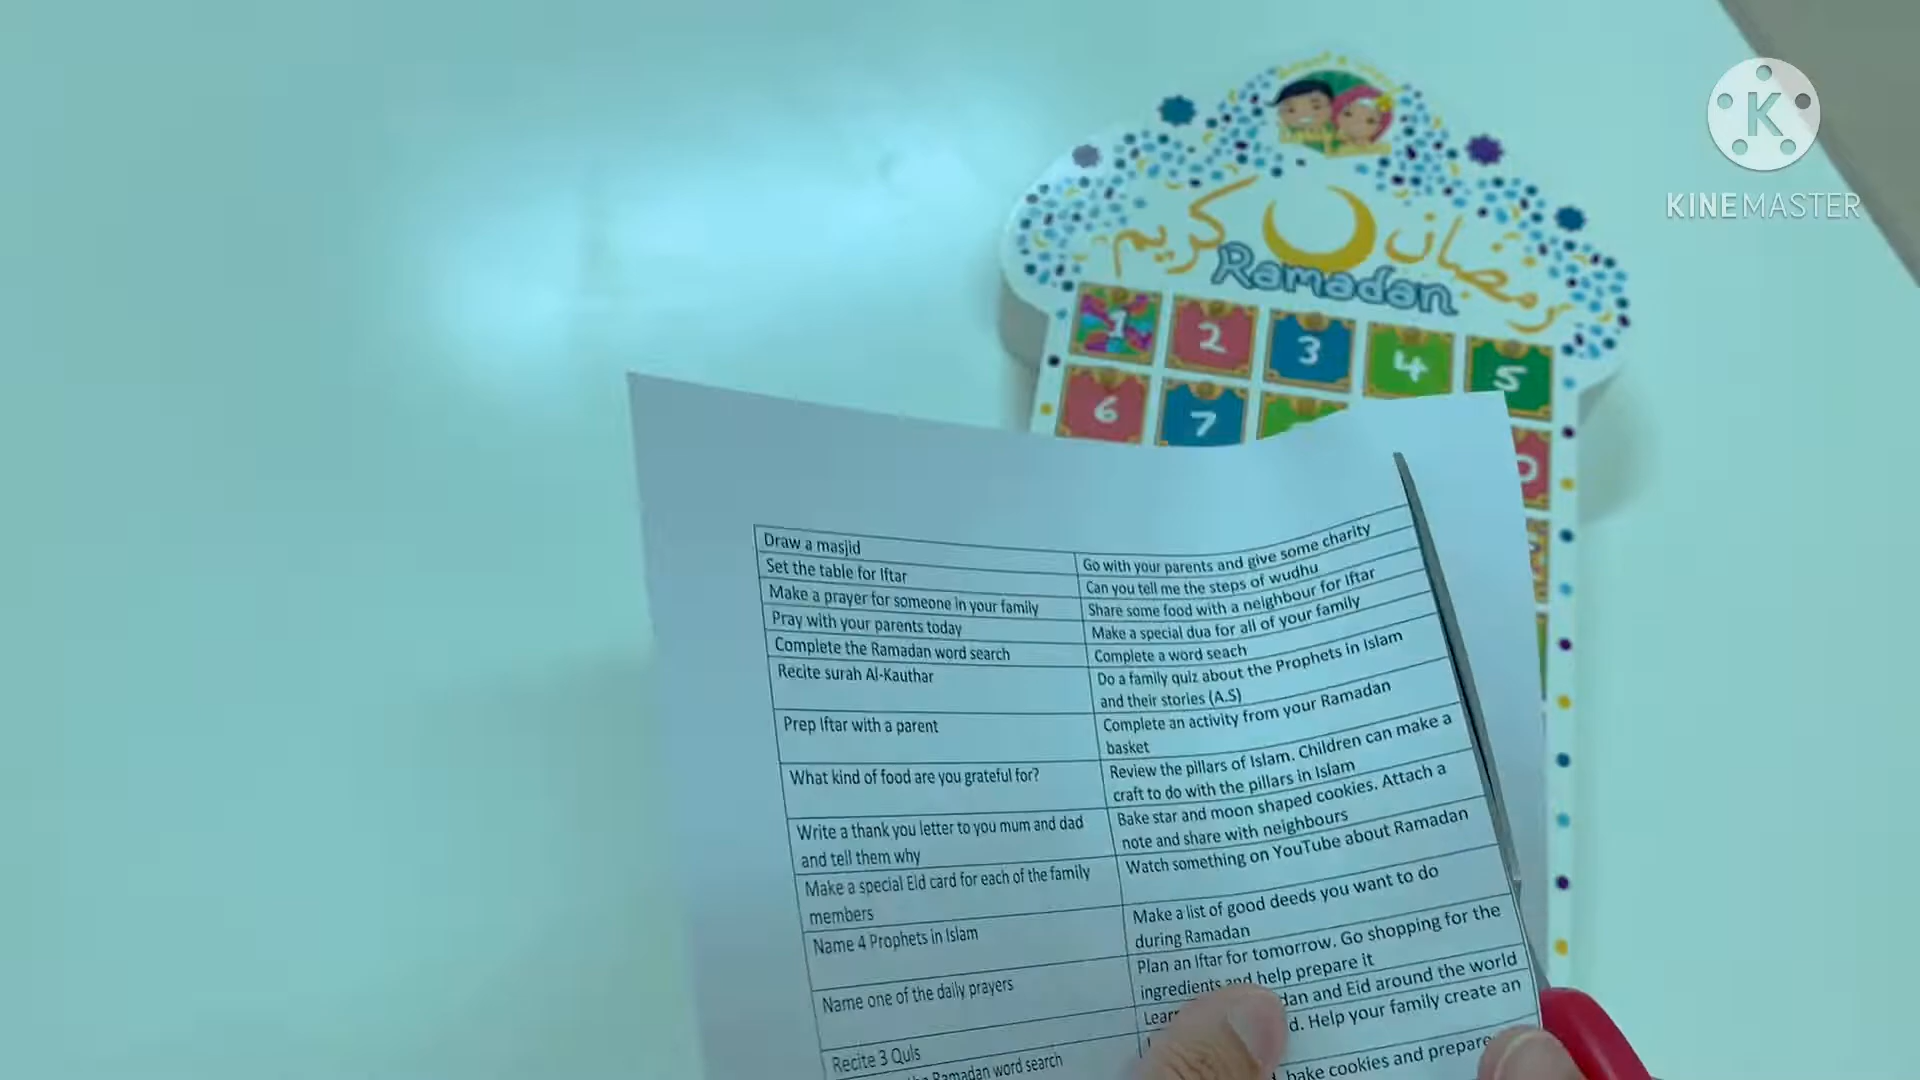 KINEMASTER
رمضان كريم
Ramadan
1 2 3 4 5
6 7
Draw a masjid
Set the table for Iftar
Make a prayer for someone in your family
Pray with your parents today
Complete the Ramadan word search
Recite surah Al-Kauthar
Prep Iftar with a parent
What kind of food are you grateful for?
Write a thank you letter to you mum and dad
and tell them why
Make a special Eid card for each of the family
members
Name 4 Prophets in Islam
Name one of the daily prayers
Recite 3 Quls
Ramadan word search
Go with your parents and give some charity
Can you tell me the steps of wudhu
Share some food with a neighbour for Iftar
Make a special dua for all of your family
Complete a word seach
Do a family quiz about the Prophets in Islam
and their stories (A.S)
Complete an activity from your Ramadan
basket
Review the pillars of Islam. Children can make a
craft to do with the pillars in Islam
Bake star and moon shaped cookies. Attach a
note and share with neighbours
Watch something on YouTube about Ramadan
Make a list of good deeds you want to do
during Ramadan
Plan an Iftar for tomorrow. Go shopping for the
ingredients and help prepare it
and Eid around the world
Help your family create an
bake cookies and prepare